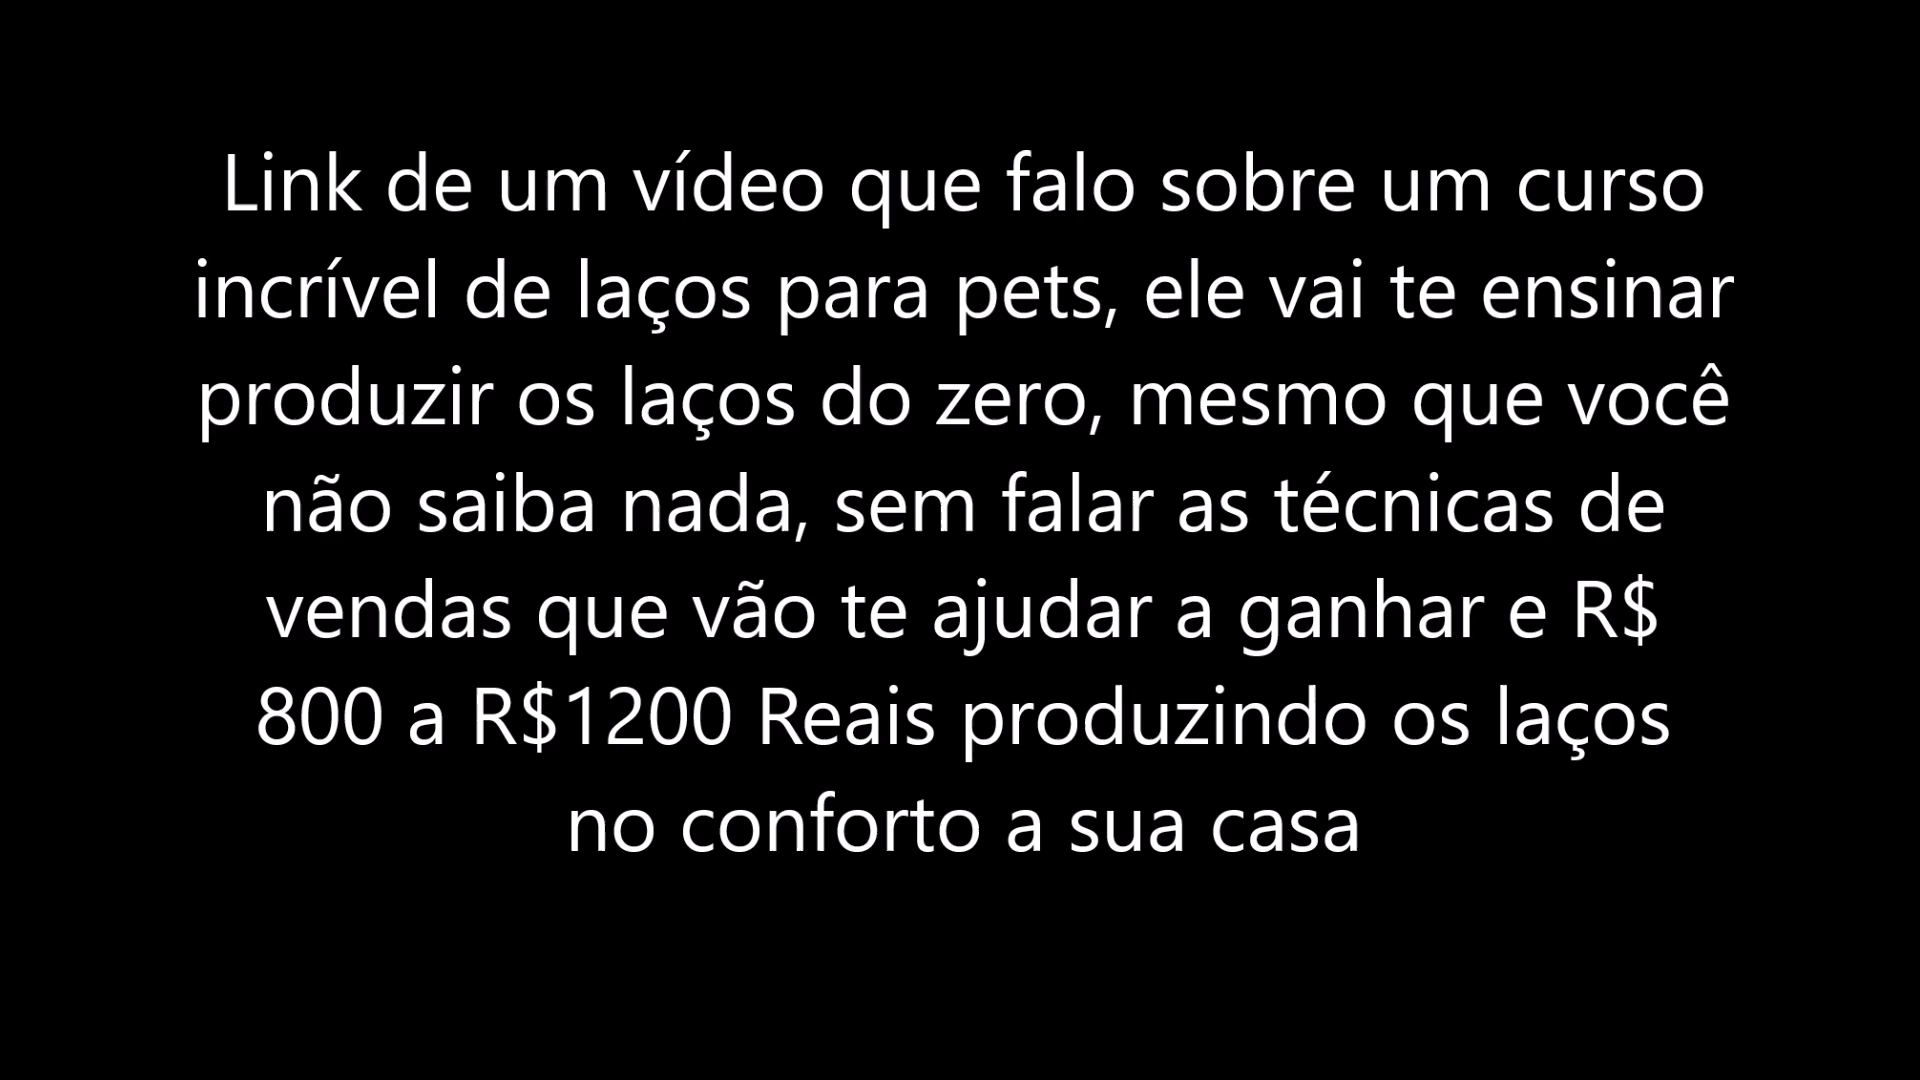 Link de um vídeo que falo sobre um curso
incrível de laços para pets, ele vai te ensinar
produzir os laços do zero, mesmo que você
não saiba nada, sem falar as técnicas de
vendas que vão te ajudar a ganhar e R$
800 a R$1200 Reais produzindo os laços
no conforto a sua casa